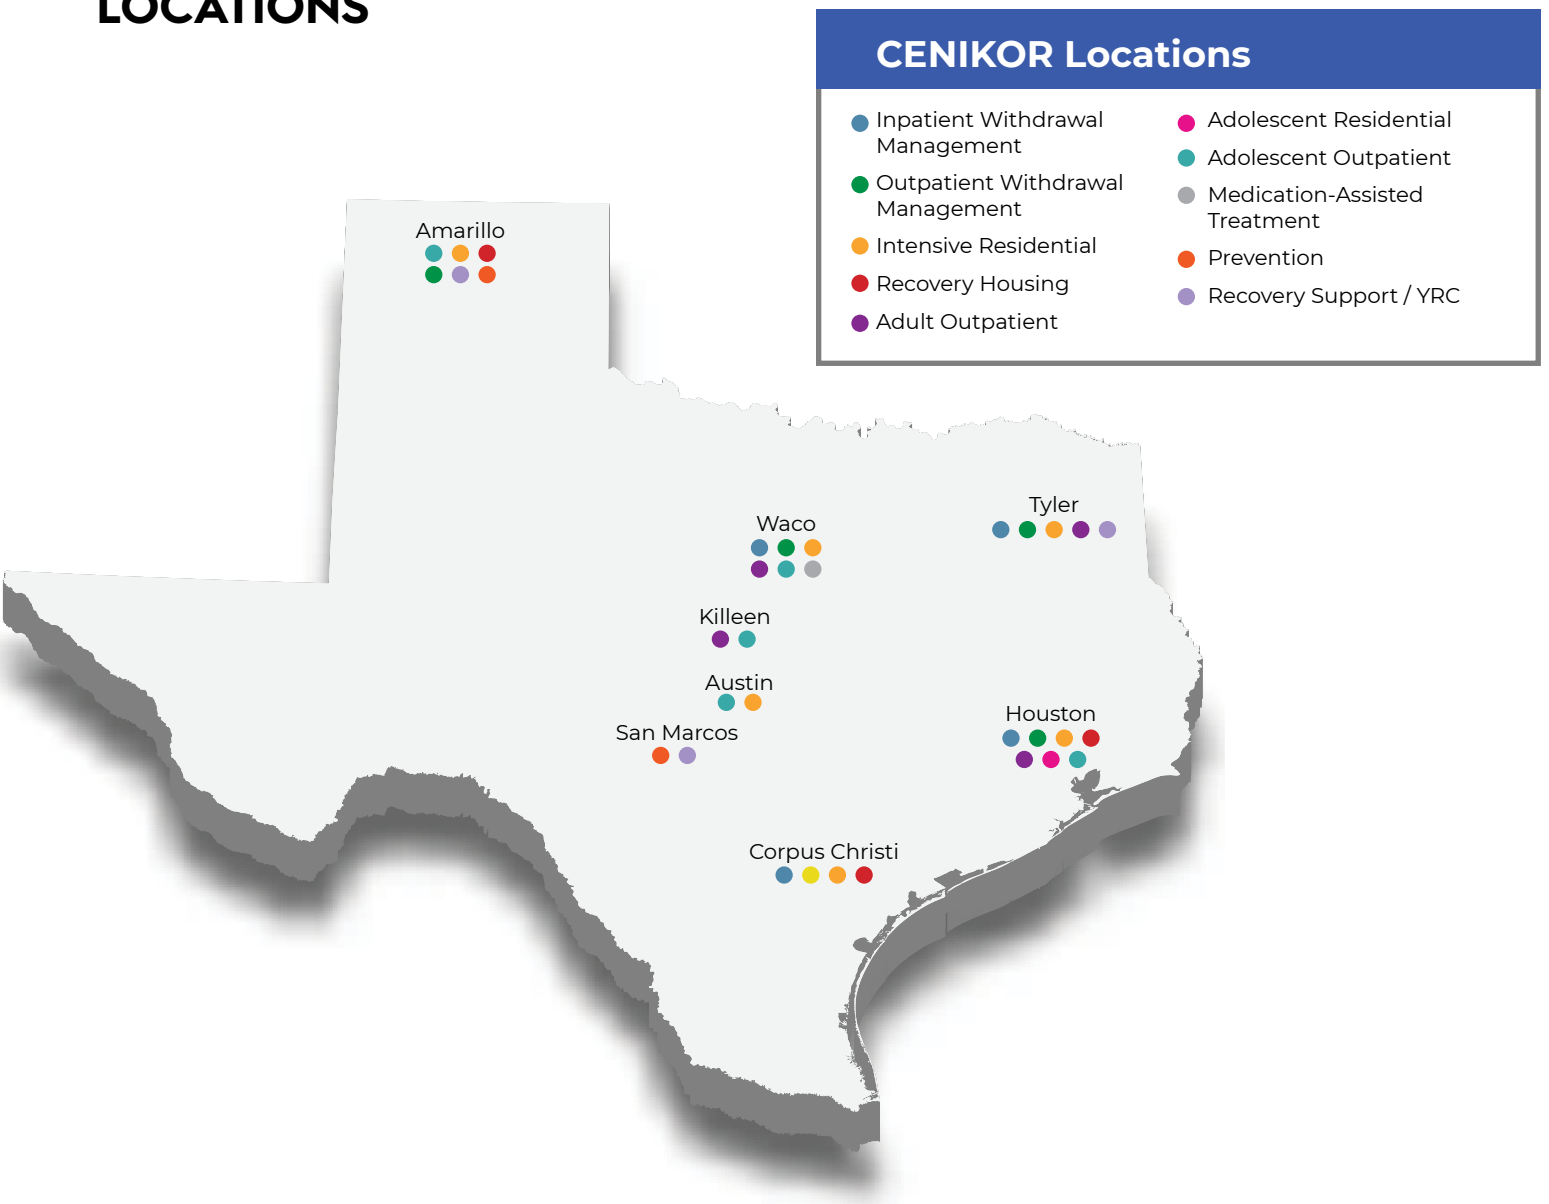 LOCATIONS
CENIKOR Locations
Inpatient Withdrawal
Management
Outpatient Withdrawal
Management
Intensive Residential
Recovery Housing
Adult Outpatient
Adolescent Residential
Adolescent Outpatient
Medication-Assisted
Treatment
Prevention
Recovery Support / YRC
Amarillo
Tyler
Waco
Killeen
Austin
Houston
San Marcos
Corpus Christi